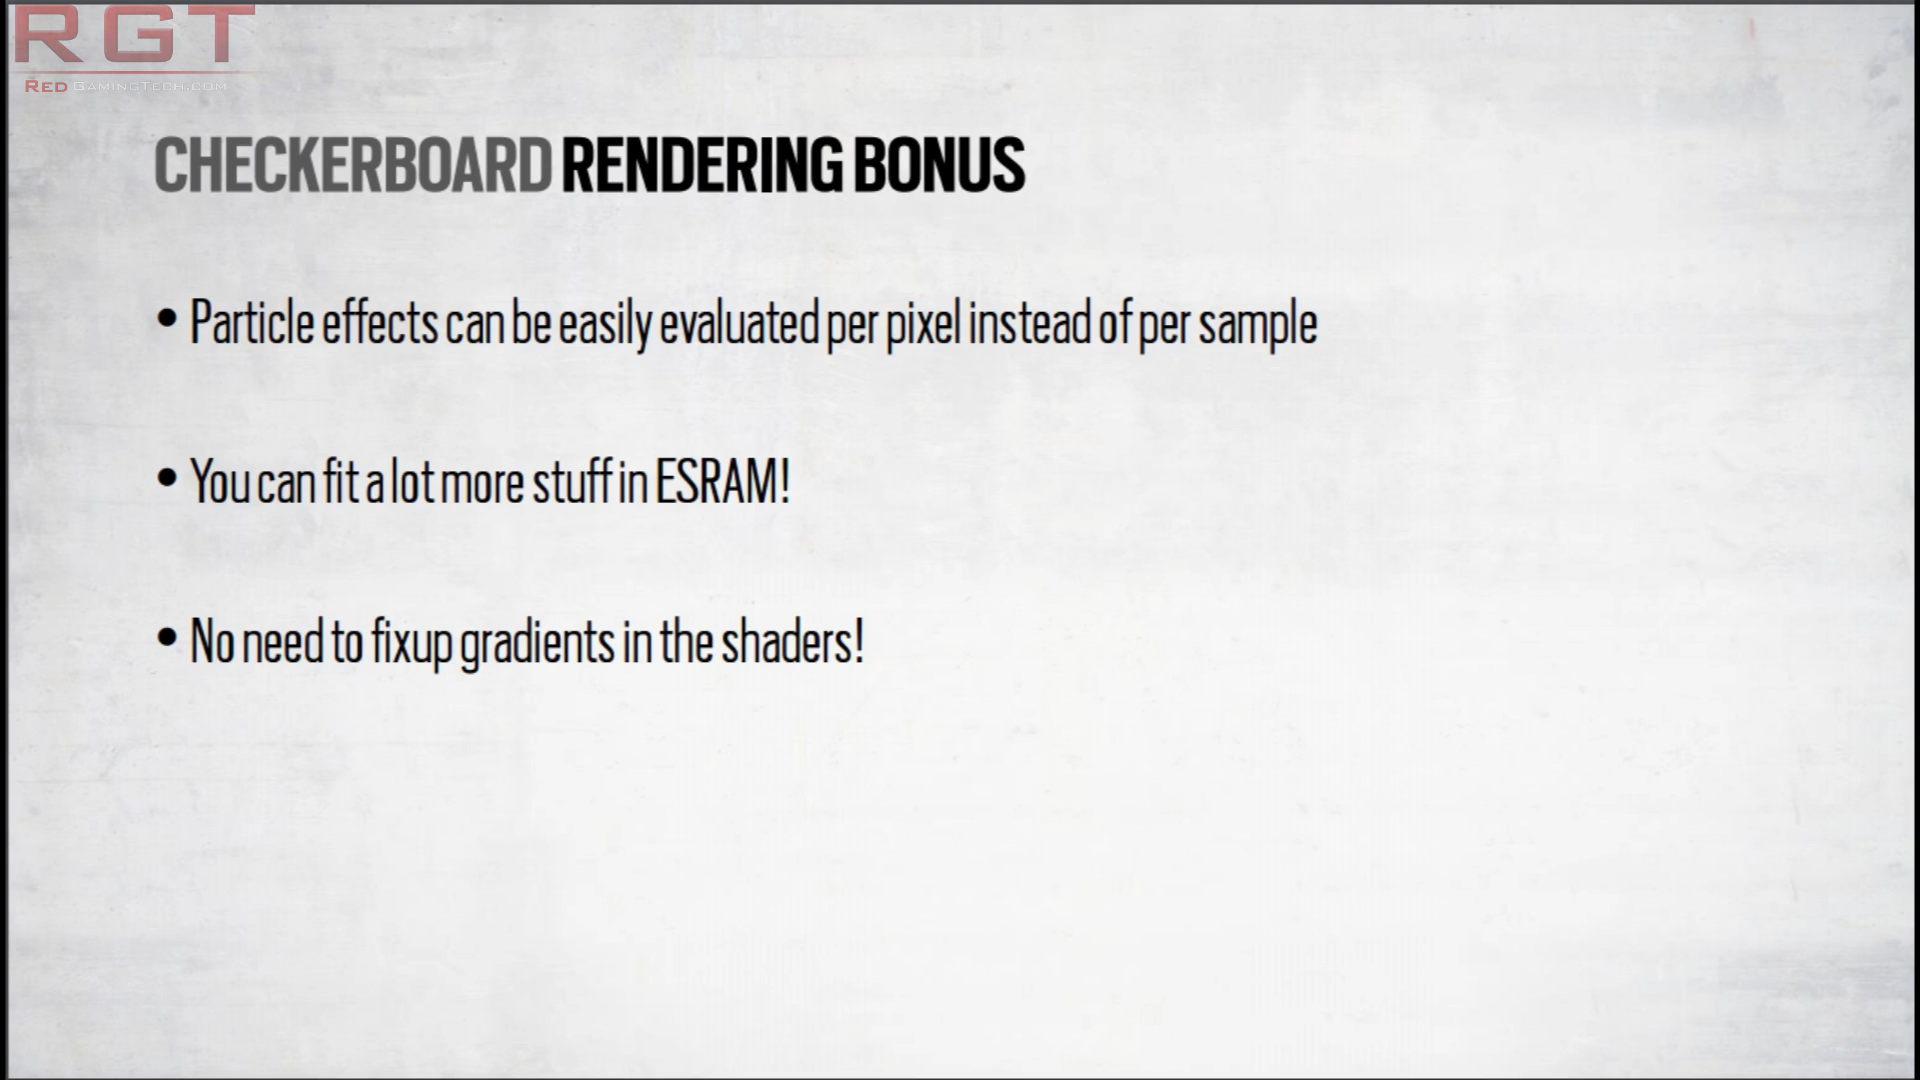 RGT
RED GAMINGTECH.COM
CHECKERBOARD RENDERING BONUS
• Particle effects can be easily evaluated per pixel instead of per sample
• You can fit a lot more stuff in ESRAM!
• No need to fixup gradients in the shaders!